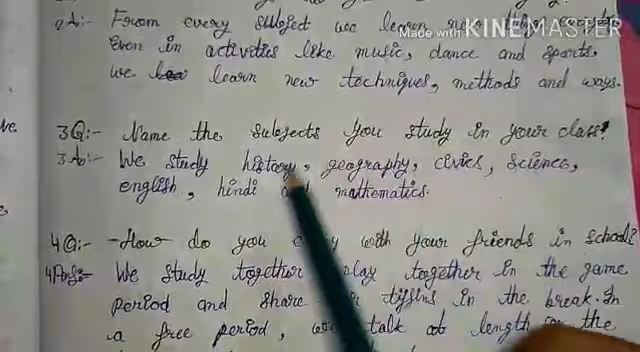 Made with KINEMASTER
2A:- From every subject we learn new
Even in activities like music, dance and sports
we learn new techniques, methods and ways.
3Q:- Name the subjects you study in your class?
3A:- We study history, geography, civics, science,
english, hindi and mathematics.
4Q:- How do you with your friends in school?
4Ans:- We study together play together in the game
period and share tiffins in the break. In
a free period, we talk at length the